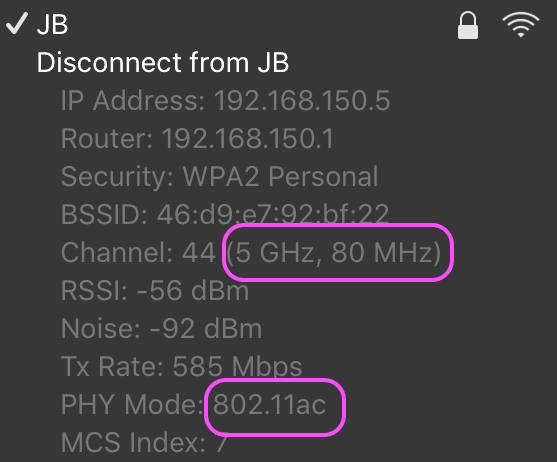 JB
Disconnect from JB
IP Address: 192.168.150.5
Router: 192.168.150.1
Security: WPA2 Personal
BSSID: 46:d9:e7:92:bf:22
Channel: 44 (5 GHz, 80 MHz)
RSSI: -56 dBm
Noise: -92 dBm
Tx Rate: 585 Mbps
PHY Mode: 802.11ac
MCS Index: 7